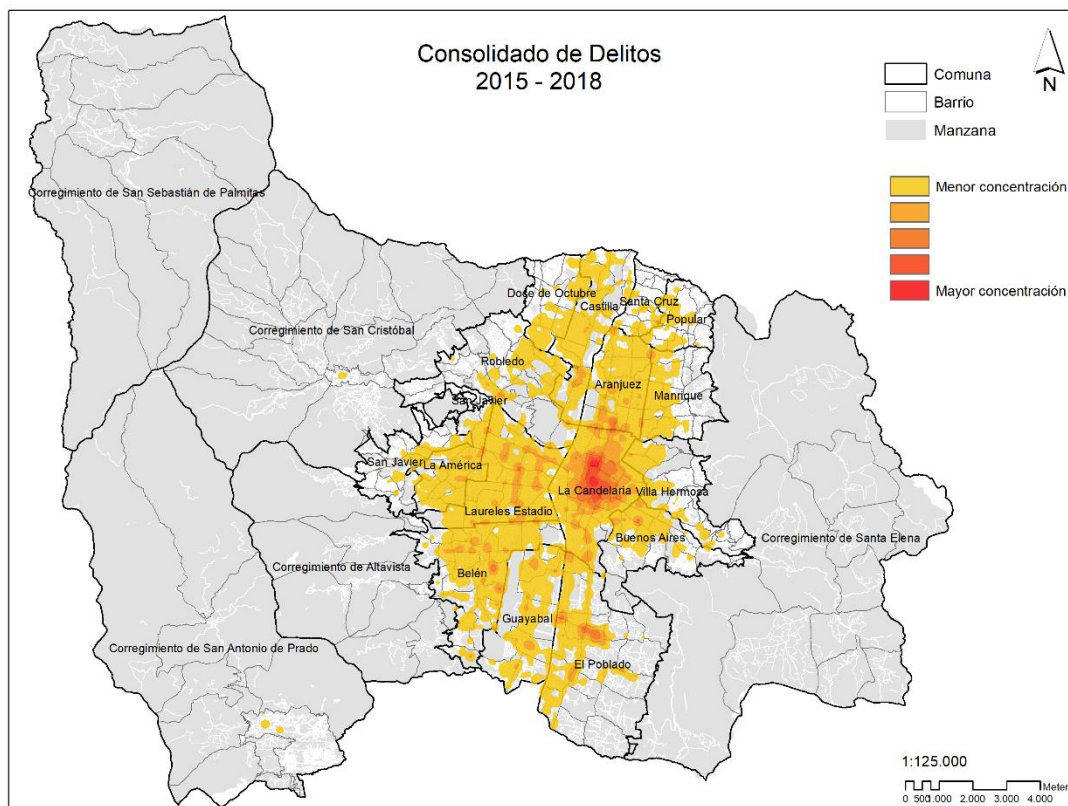 Consolidado de Delitos
2015 - 2018
Comuna
Barrio
Manzana
N
Menor concentración
Mayor concentración
Corregimiento de San Sebastián de Palmitas
Corregimiento de San Cristóbal
Doce de Octubre
Castilla
Santa Cruz
Popular
Robledo
Aranjuez
Manrique
San Javier
San Javier
La América
La Candelaria
Villa Hermosa
Laureles Estadio
Buenos Aires
Corregimiento de Santa Elena
Corregimiento de Altavista
Belén
Guayabal
Corregimiento de San Antonio de Prado
El Poblado
1:125.000
0 500 1.000 2.000 3.000 4.000 Meter